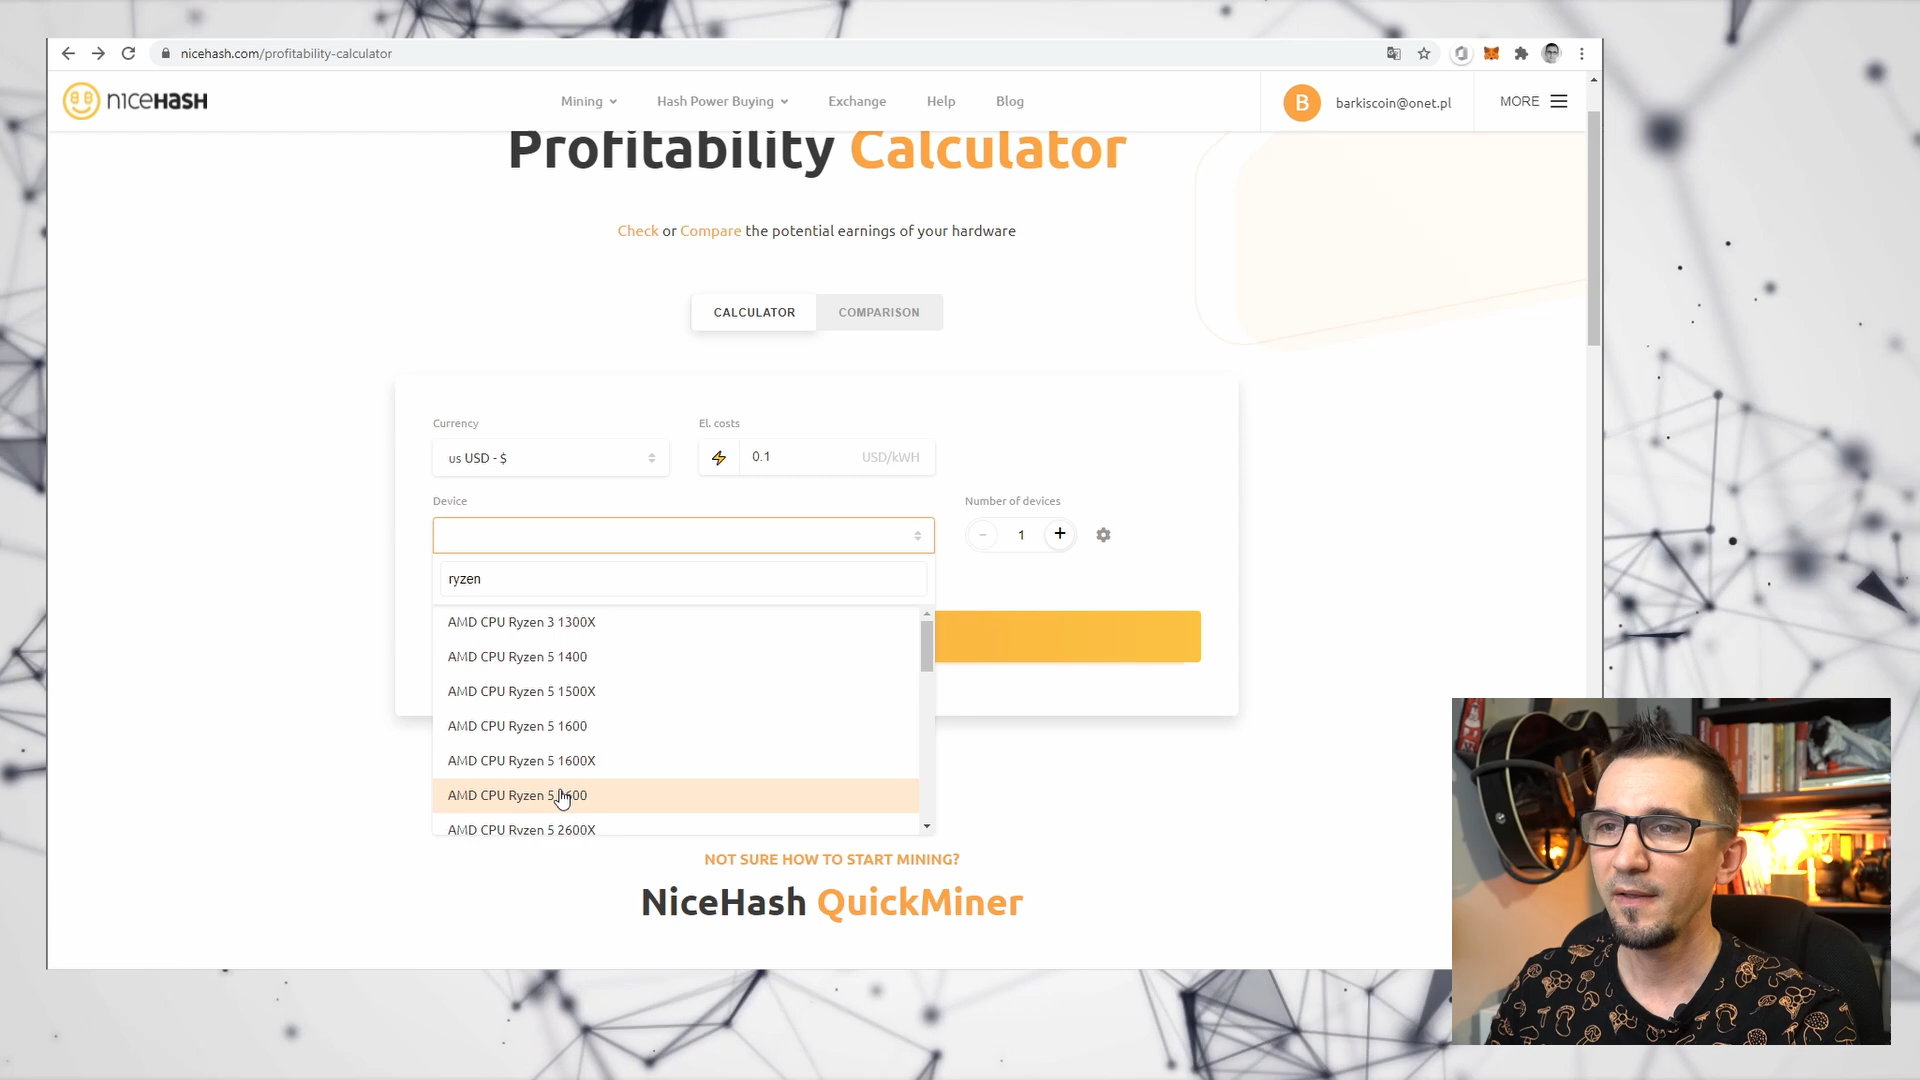 nicehash.com/profitability-calculator
NICEHASH
Mining
Hash Power Buying
Exchange
Help
Blog
B
barkiscoin@onet.pl
MORE
Profitability Calculator
Check or Compare the potential earnings of your hardware
CALCULATOR
COMPARISON
Currency
El. costs
us USD - $
0.1
USD/kWH
Device
Number of devices
-
1
+
ryzen
AMD CPU Ryzen 3 1300X
AMD CPU Ryzen 5 1400
AMD CPU Ryzen 5 1500X
AMD CPU Ryzen 5 1600
AMD CPU Ryzen 5 1600X
AMD CPU Ryzen 5 2600
AMD CPU Ryzen 5 2600X
NOT SURE HOW TO START MINING?
NiceHash QuickMiner